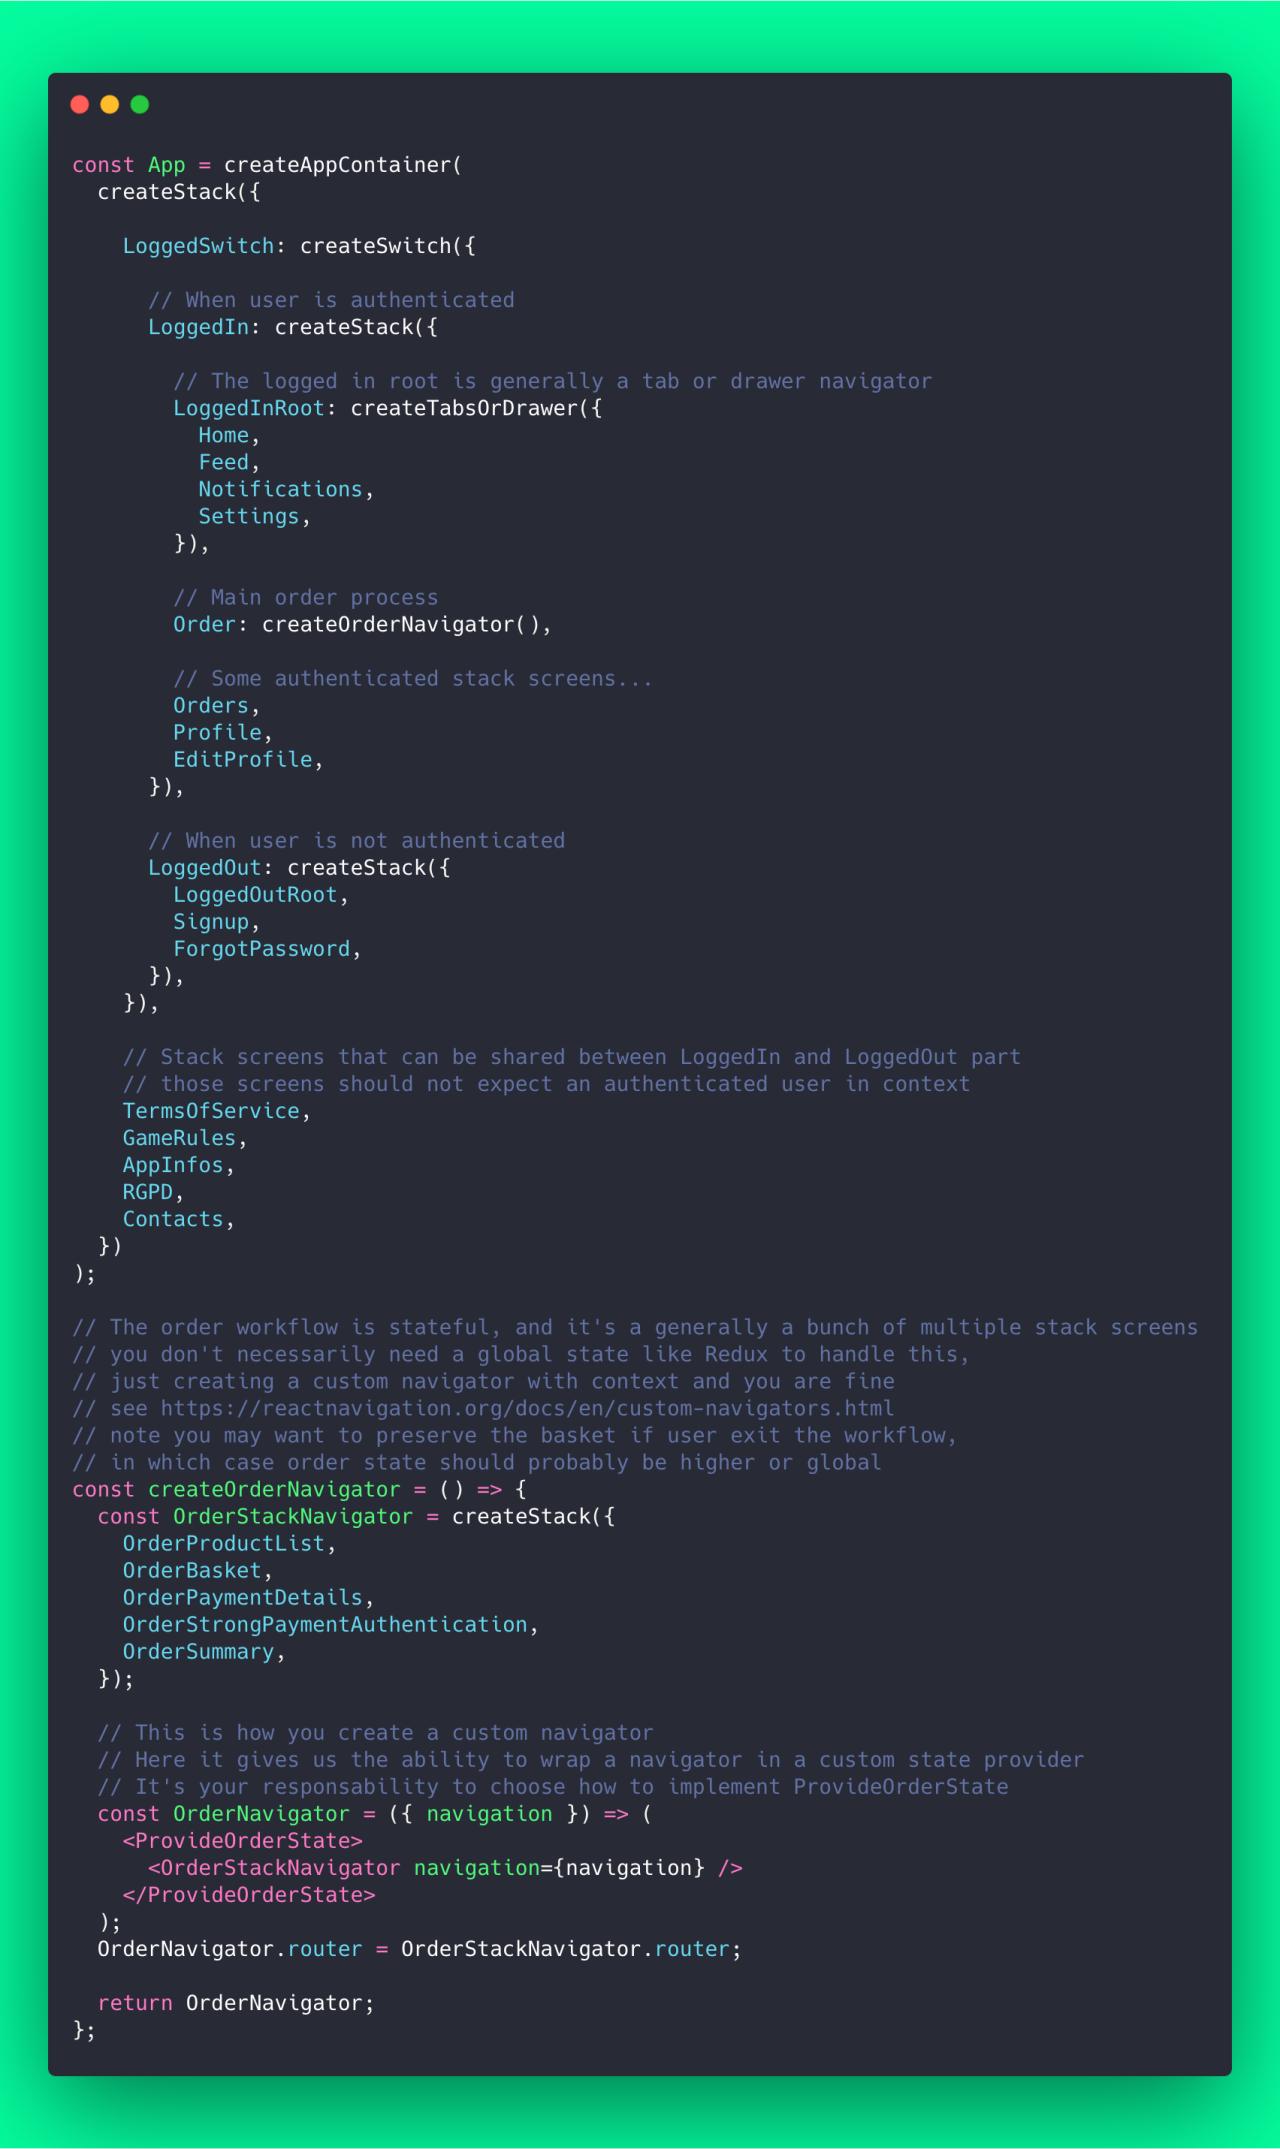 const App = createAppContainer(
  createStack({

    LoggedSwitch: createSwitch({

      // When user is authenticated
      LoggedIn: createStack({

        // The logged in root is generally a tab or drawer navigator
        LoggedInRoot: createTabsOrDrawer({
          Home,
          Feed,
          Notifications,
          Settings,
        }),

        // Main order process
        Order: createOrderNavigator(),

        // Some authenticated stack screens...
        Orders,
        Profile,
        EditProfile,
      }),

      // When user is not authenticated
      LoggedOut: createStack({
        LoggedOutRoot,
        Signup,
        ForgotPassword,
      }),
    }),

    // Stack screens that can be shared between LoggedIn and LoggedOut part
    // those screens should not expect an authenticated user in context
    TermsOfService,
    GameRules,
    AppInfos,
    RGPD,
    Contacts,
  })
);

// The order workflow is stateful, and it's a generally a bunch of multiple stack screens
// you don't necessarily need a global state like Redux to handle this,
// just creating a custom navigator with context and you are fine
// see https://reactnavigation.org/docs/en/custom-navigators.html
// note you may want to preserve the basket if user exit the workflow,
// in which case order state should probably be higher or global
const createOrderNavigator = () => {
  const OrderStackNavigator = createStack({
    OrderProductList,
    OrderBasket,
    OrderPaymentDetails,
    OrderStrongPaymentAuthentication,
    OrderSummary,
  });

  // This is how you create a custom navigator
  // Here it gives us the ability to wrap a navigator in a custom state provider
  // It's your responsability to choose how to implement ProvideOrderState
  const OrderNavigator = ({ navigation }) => (
    <ProvideOrderState>
      <OrderStackNavigator navigation={navigation} />
    </ProvideOrderState>
  );
  OrderNavigator.router = OrderStackNavigator.router;

  return OrderNavigator;
};